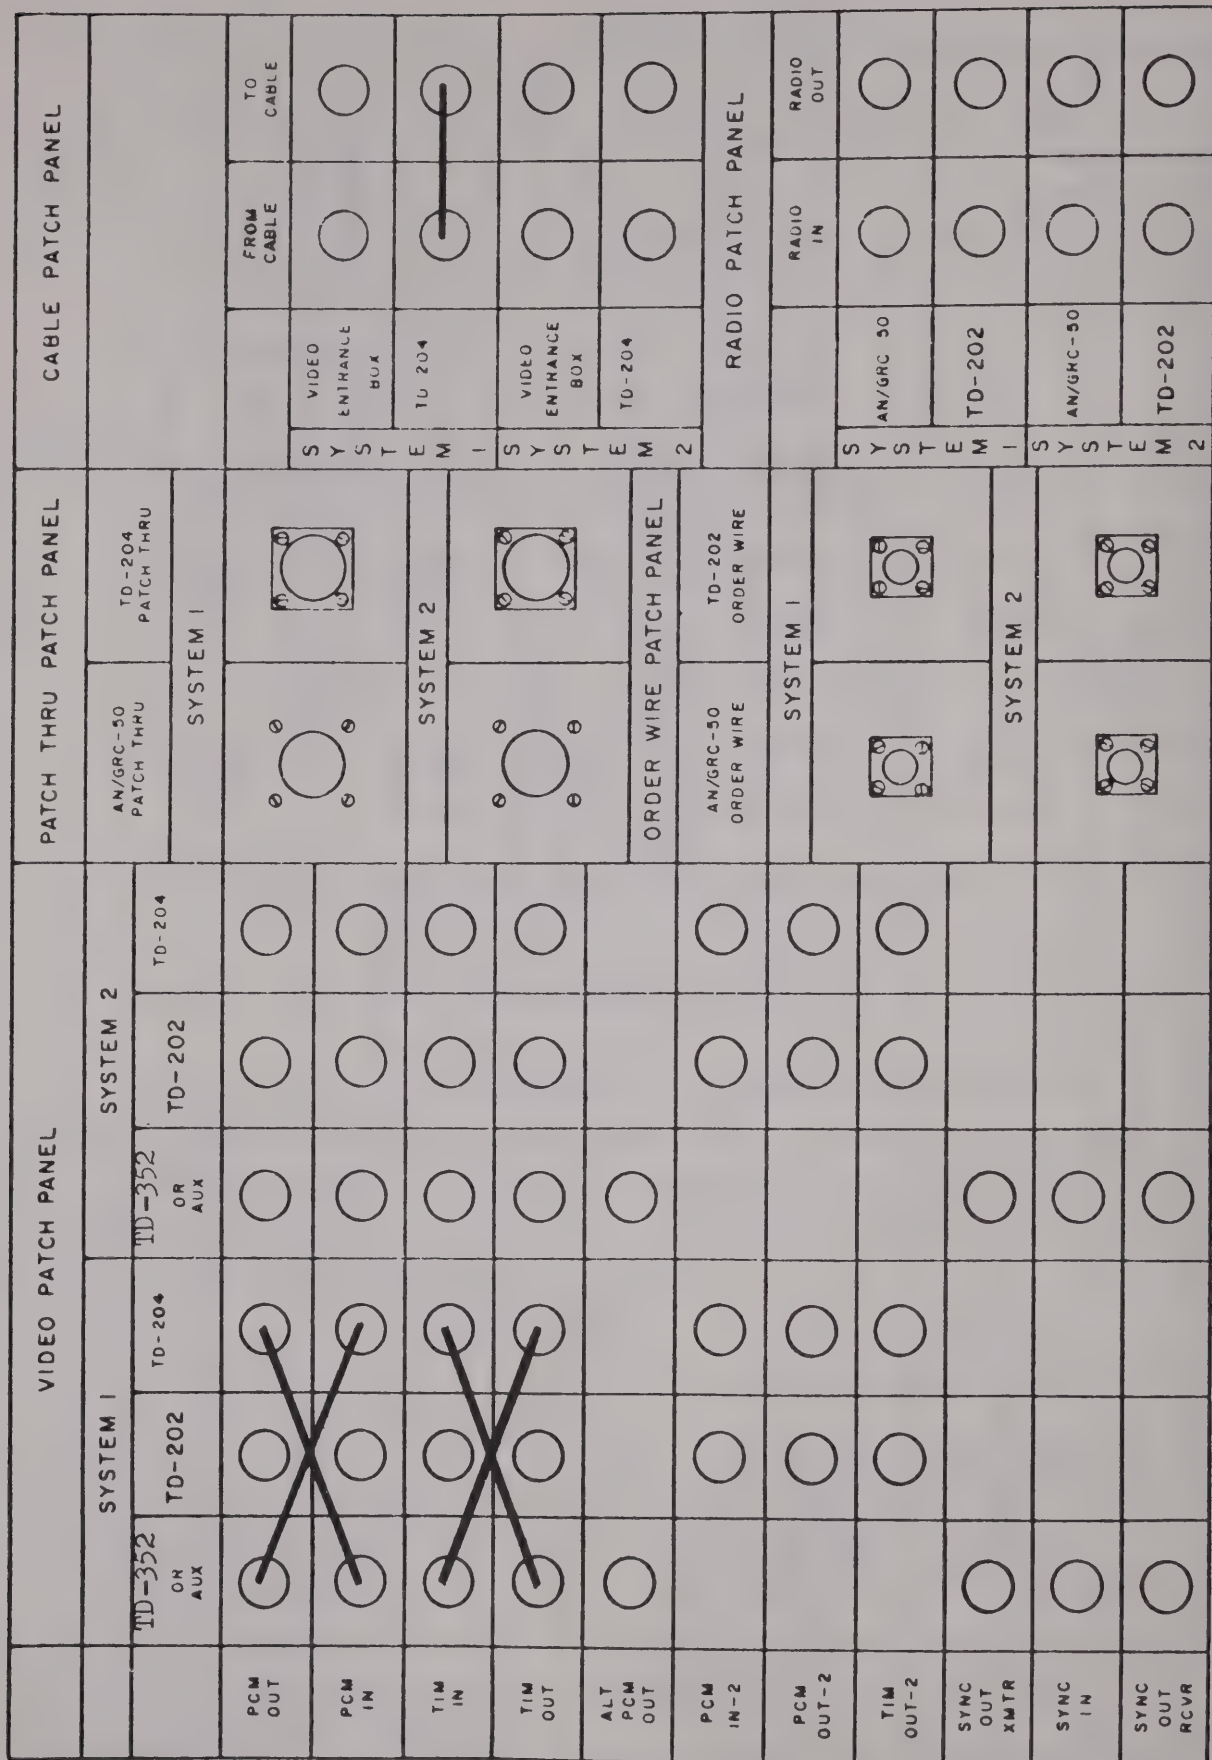 VIDEO PATCH PANEL
SYSTEM 1
SYSTEM 2
TD-352
OR
AUX
TD-202
TD-204
TD-352
OR
AUX
TD-202
TD-204
PCM
OUT
PCM
IN
TIM
IN
TIM
OUT
ALT
PCM
OUT
PCM
IN-2
PCM
OUT-2
TIM
OUT-2
SYNC
OUT
XMTR
SYNC
IN
SYNC
OUT
RCVR
PATCH THRU PATCH PANEL
AN/GRC-50
PATCH THRU
TD-204
PATCH THRU
SYSTEM 1
SYSTEM 2
ORDER WIRE PATCH PANEL
AN/GRC-50
ORDER WIRE
TD-202
ORDER WIRE
SYSTEM 1
SYSTEM 2
CABLE PATCH PANEL
FROM
CABLE
TO
CABLE
SYSTEM 1
VIDEO
ENTRANCE
BOX
TD 204
SYSTEM 2
VIDEO
ENTRANCE
BOX
TD-204
RADIO PATCH PANEL
RADIO
IN
RADIO
OUT
SYSTEM 1
AN/GRC 50
TD-202
SYSTEM 2
AN/GRC-50
TD-202